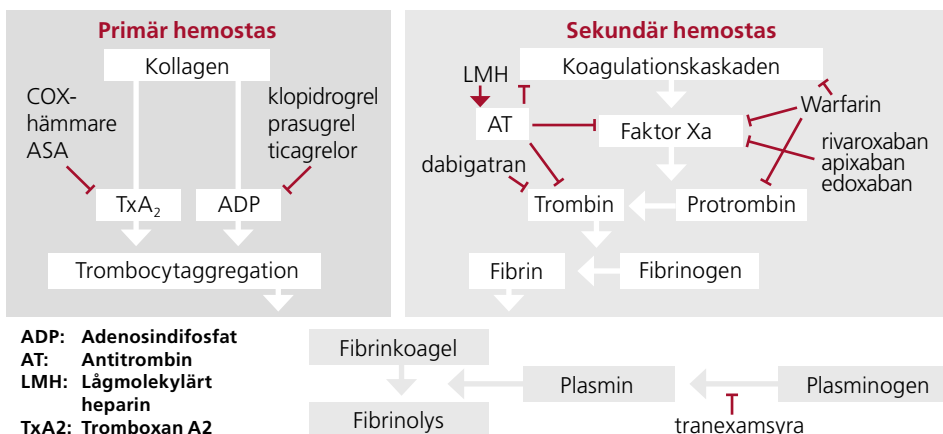 Primär hemostas
Kollagen
COX-
hämmare
ASA
klopidrogrel
prasugrel
ticagrelor
TxA2
ADP
Trombocytaggregation
Sekundär hemostas
LMH
Koagulationskaskaden
Warfarin
AT
Faktor Xa
rivaroxaban
apixaban
edoxaban
dabigatran
Trombin
Protrombin
Fibrin
Fibrinogen
ADP: Adenosindifosfat
AT: Antitrombin
LMH: Lågmolekylärt
heparin
TxA2: Tromboxan A2
Fibrinkoagel
Plasmin
Plasminogen
Fibrinolys
tranexamsyra